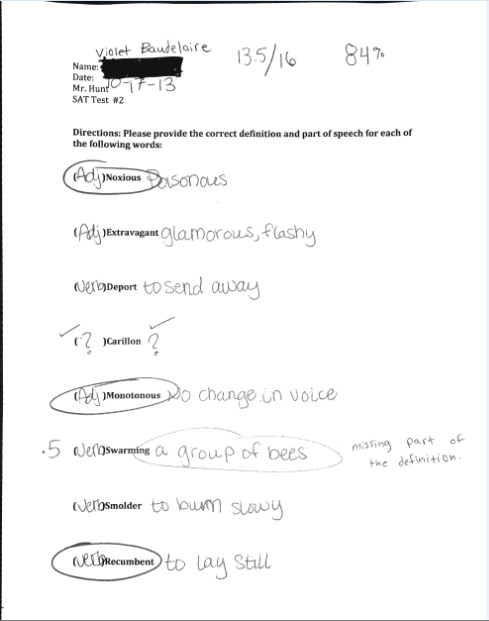 Violet Baudelaire 13.5/16 84%
Name:
Date: 10-17-13
Mr. Hunt
SAT Test #2
Directions: Please provide the correct definition and part of speech for each of
the following words:
(Adj)Noxious Poisonous
(Adj)Extravagant glamorous, flashy
(Verb)Deport to send away
(? )Carillon ?
(Adj)Monotonous No change in voice
.5 (Verb)Swarming a group of bees missing part of
the definition.
(Verb)Smolder to burn slowy
(Verb)Recumbent to lay still